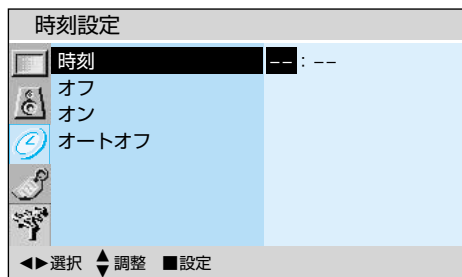 時刻設定
時刻 -- : --
オフ
オン
オートオフ
◀▶選択 ▲▼調整 ■設定